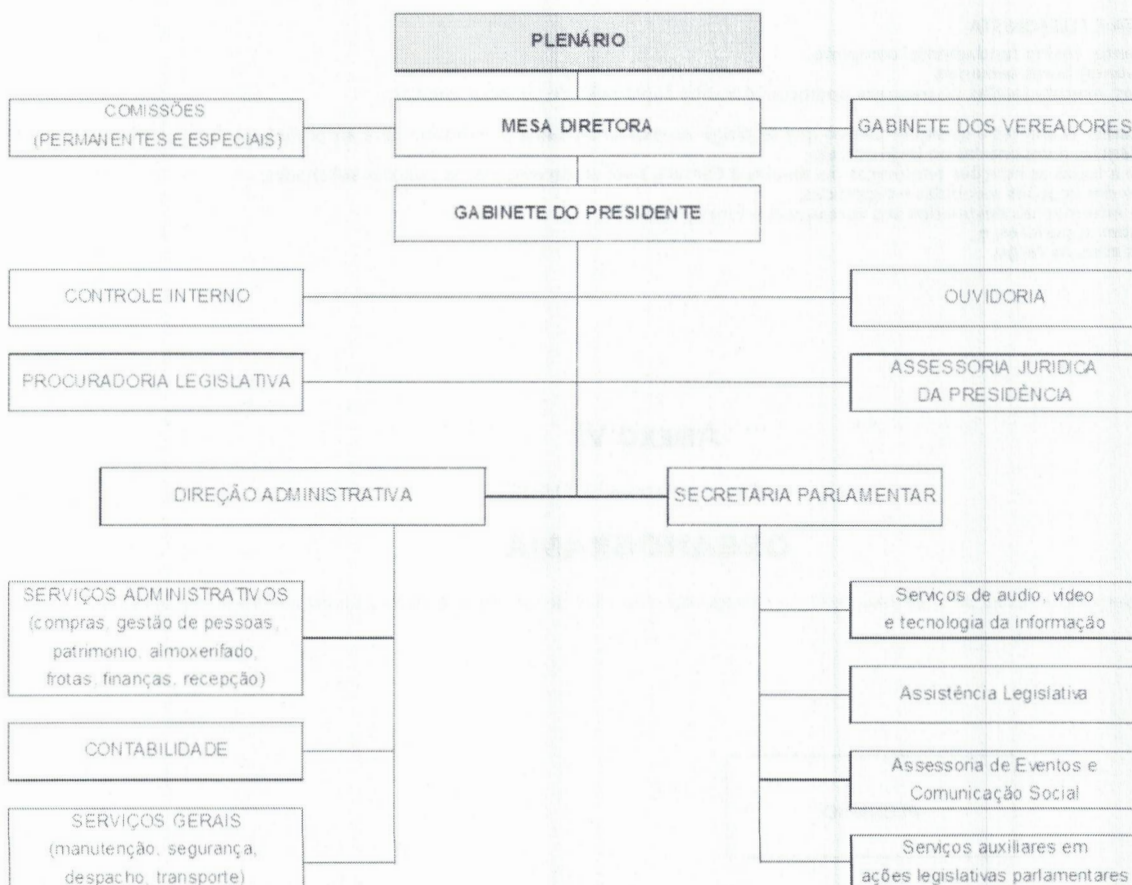 PLENÁRIO
COMISSÕES
(PERMANENTES E ESPECIAIS)
MESA DIRETORA
GABINETE DOS VEREADORES
GABINETE DO PRESIDENTE
CONTROLE INTERNO
OUVIDORIA
PROCURADORIA LEGISLATIVA
ASSESSORIA JURIDICA
DA PRESIDÊNCIA
DIREÇÃO ADMINISTRATIVA
SECRETARIA PARLAMENTAR
SERVIÇOS ADMINISTRATIVOS
(compras, gestão de pessoas,
patrimonio, almoxerifado,
frotas, finanças, recepção)
Serviços de audio, video
e tecnologia da informação
Assistência Legislativa
CONTABILIDADE
Assessoria de Eventos e
Comunicação Social
SERVIÇOS GERAIS
(manutenção, segurança,
despacho, transporte)
Serviços auxiliares em
ações legislativas parlamentares